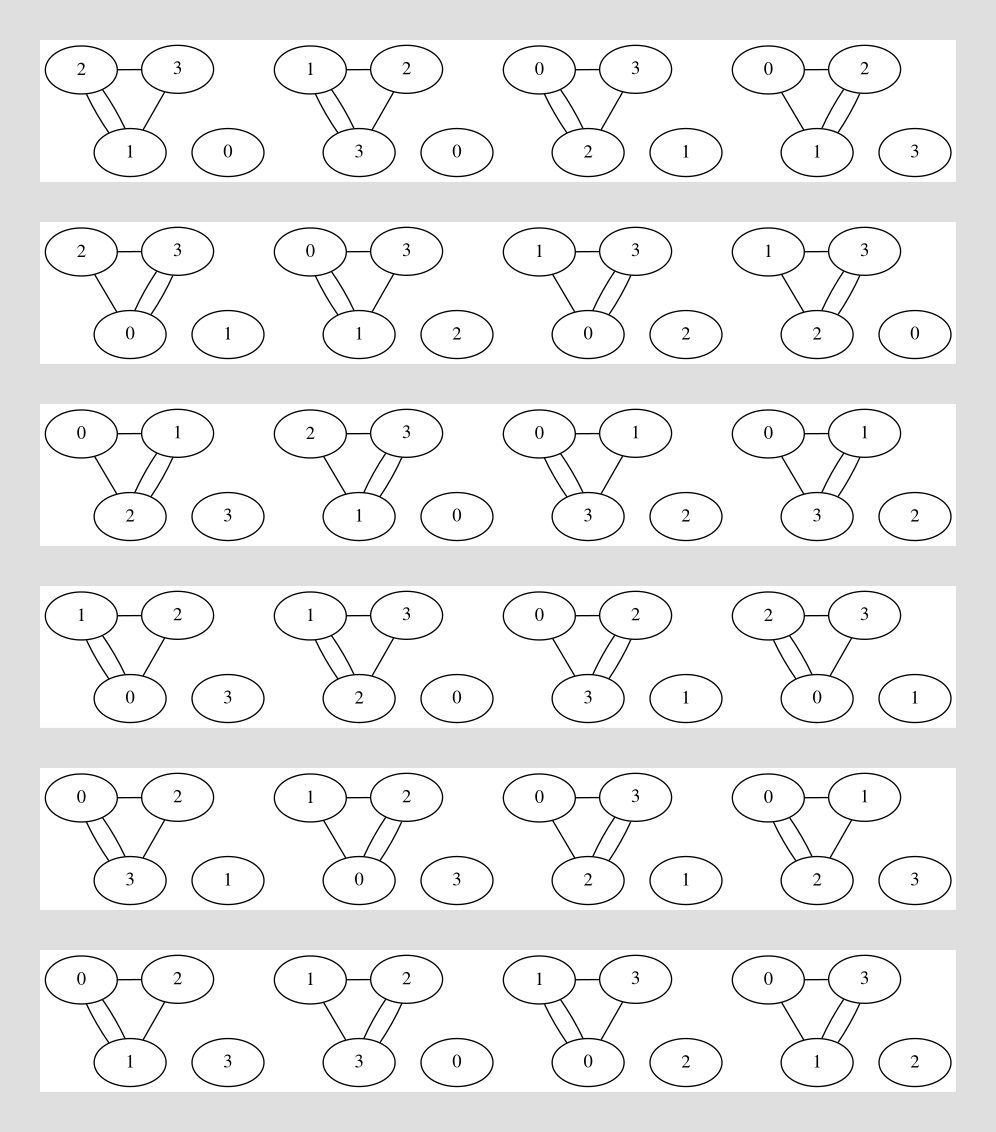 2 3 1 2 0 3 0 2
1 0 3 0 2 1 1 3
2 3 0 3 1 3 1 3
0 1 1 2 0 2 2 0
0 1 2 3 0 1 0 1
2 3 1 0 3 2 3 2
1 2 1 3 0 2 2 3
0 3 2 0 3 1 0 1
0 2 1 2 0 3 0 1
3 1 0 3 2 1 2 3
0 2 1 2 1 3 0 3
1 3 3 0 0 2 1 2